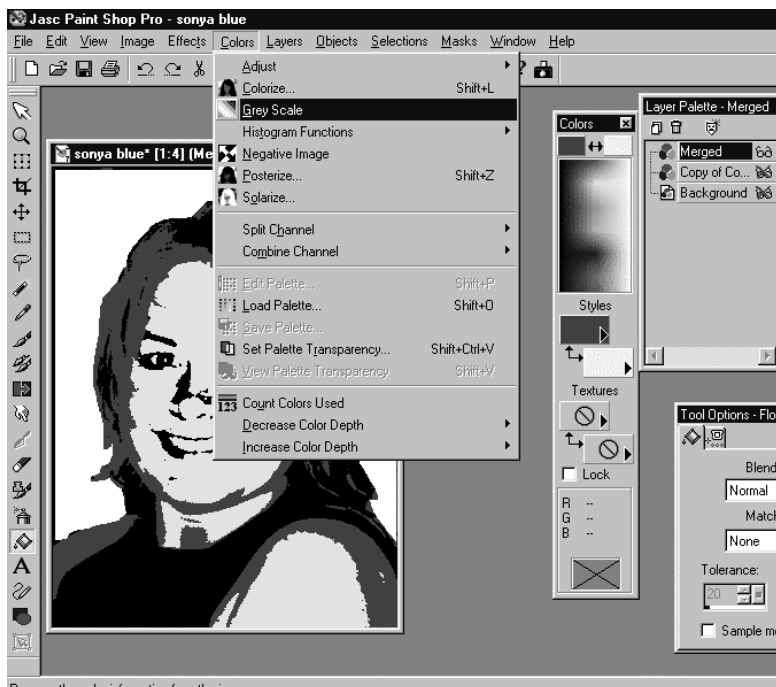 Jasc Paint Shop Pro - sonya blue
File Edit View Image Effects Colors Layers Objects Selections Masks Window Help
Adjust
Colorize... Shift+L
Grey Scale
Histogram Functions
Negative Image
Posterize... Shift+Z
Solarize...
Split Channel
Combine Channel
Edit Palette... Shift+P
Load Palette... Shift+O
Save Palette...
Set Palette Transparency... Shift+Ctrl+V
View Palette Transparency Shift+V
123 Count Colors Used
Decrease Color Depth
Increase Color Depth
sonya blue* [1:4] (Me
A
Colors
Styles
Textures
Lock
R --
G --
B --
Layer Palette - Merged
Merged
Copy of Co...
Background
Tool Options - Flo
Blend
Normal
Match
None
Tolerance:
20
Sample m